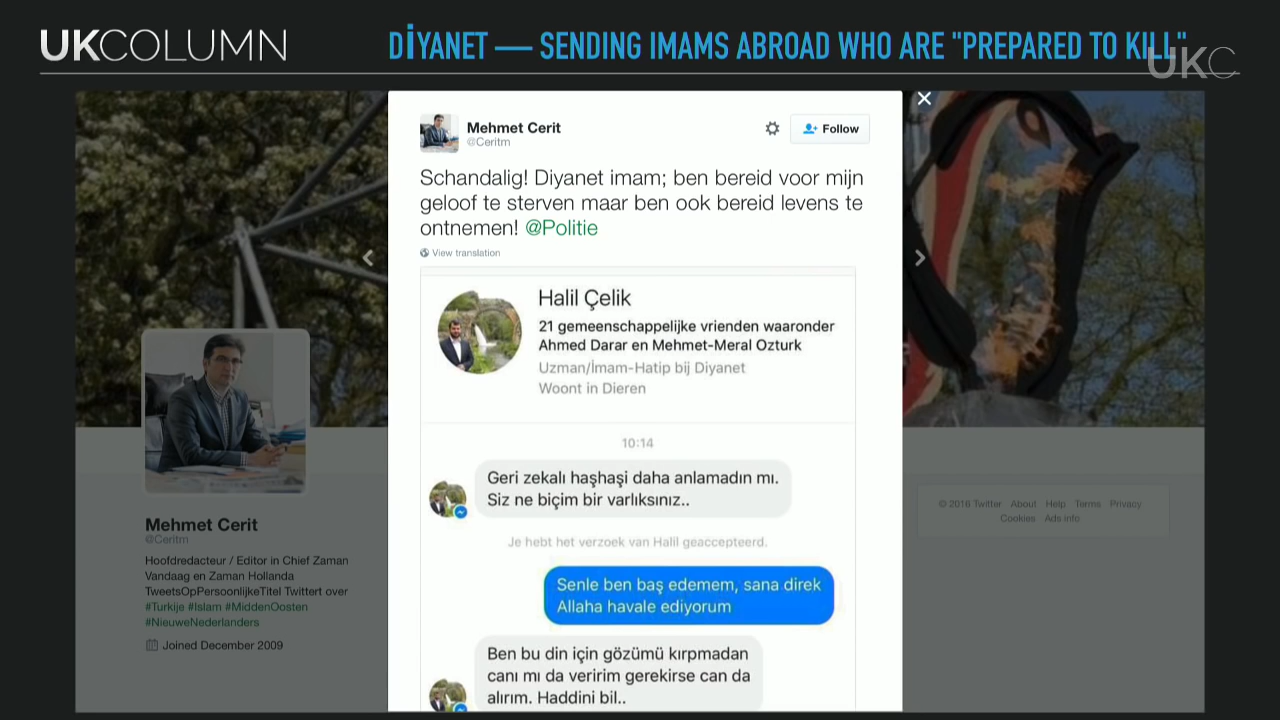 UKCOLUMN
DİYANET — SENDING IMAMS ABROAD WHO ARE "PREPARED TO KILL"
UKC
Mehmet Cerit
@Ceritm
Follow
Schandalig! Diyanet imam; ben bereid voor mijn
geloof te sterven maar ben ook bereid levens te
ontnemen! @Politie
View translation
Halil Çelik
21 gemeenschappelijke vrienden waaronder
Ahmed Darar en Mehmet-Meral Ozturk
Uzman/İmam-Hatip bij Diyanet
Woont in Dieren
10:14
Geri zekalı haşhaşi daha anlamadın mı.
Siz ne biçim bir varlıksınız..
Je hebt het verzoek van Halil geaccepteerd.
Senle ben baş edemem, sana direk
Allaha havale ediyorum
Ben bu din için gözümü kırpmadan
canı mı da veririm gerekirse can da
alırım. Haddini bil..
Mehmet Cerit
@Ceritm
Hoofdredacteur / Editor in Chief Zaman
Vandaag en Zaman Hollanda
TweetsOpPersoonlijkeTitel Twittert over
#Turkije #Islam #MiddenOosten
#NieuweNederlanders
Joined December 2009
© 2016 Twitter About Help Terms Privacy
Cookies Ads info